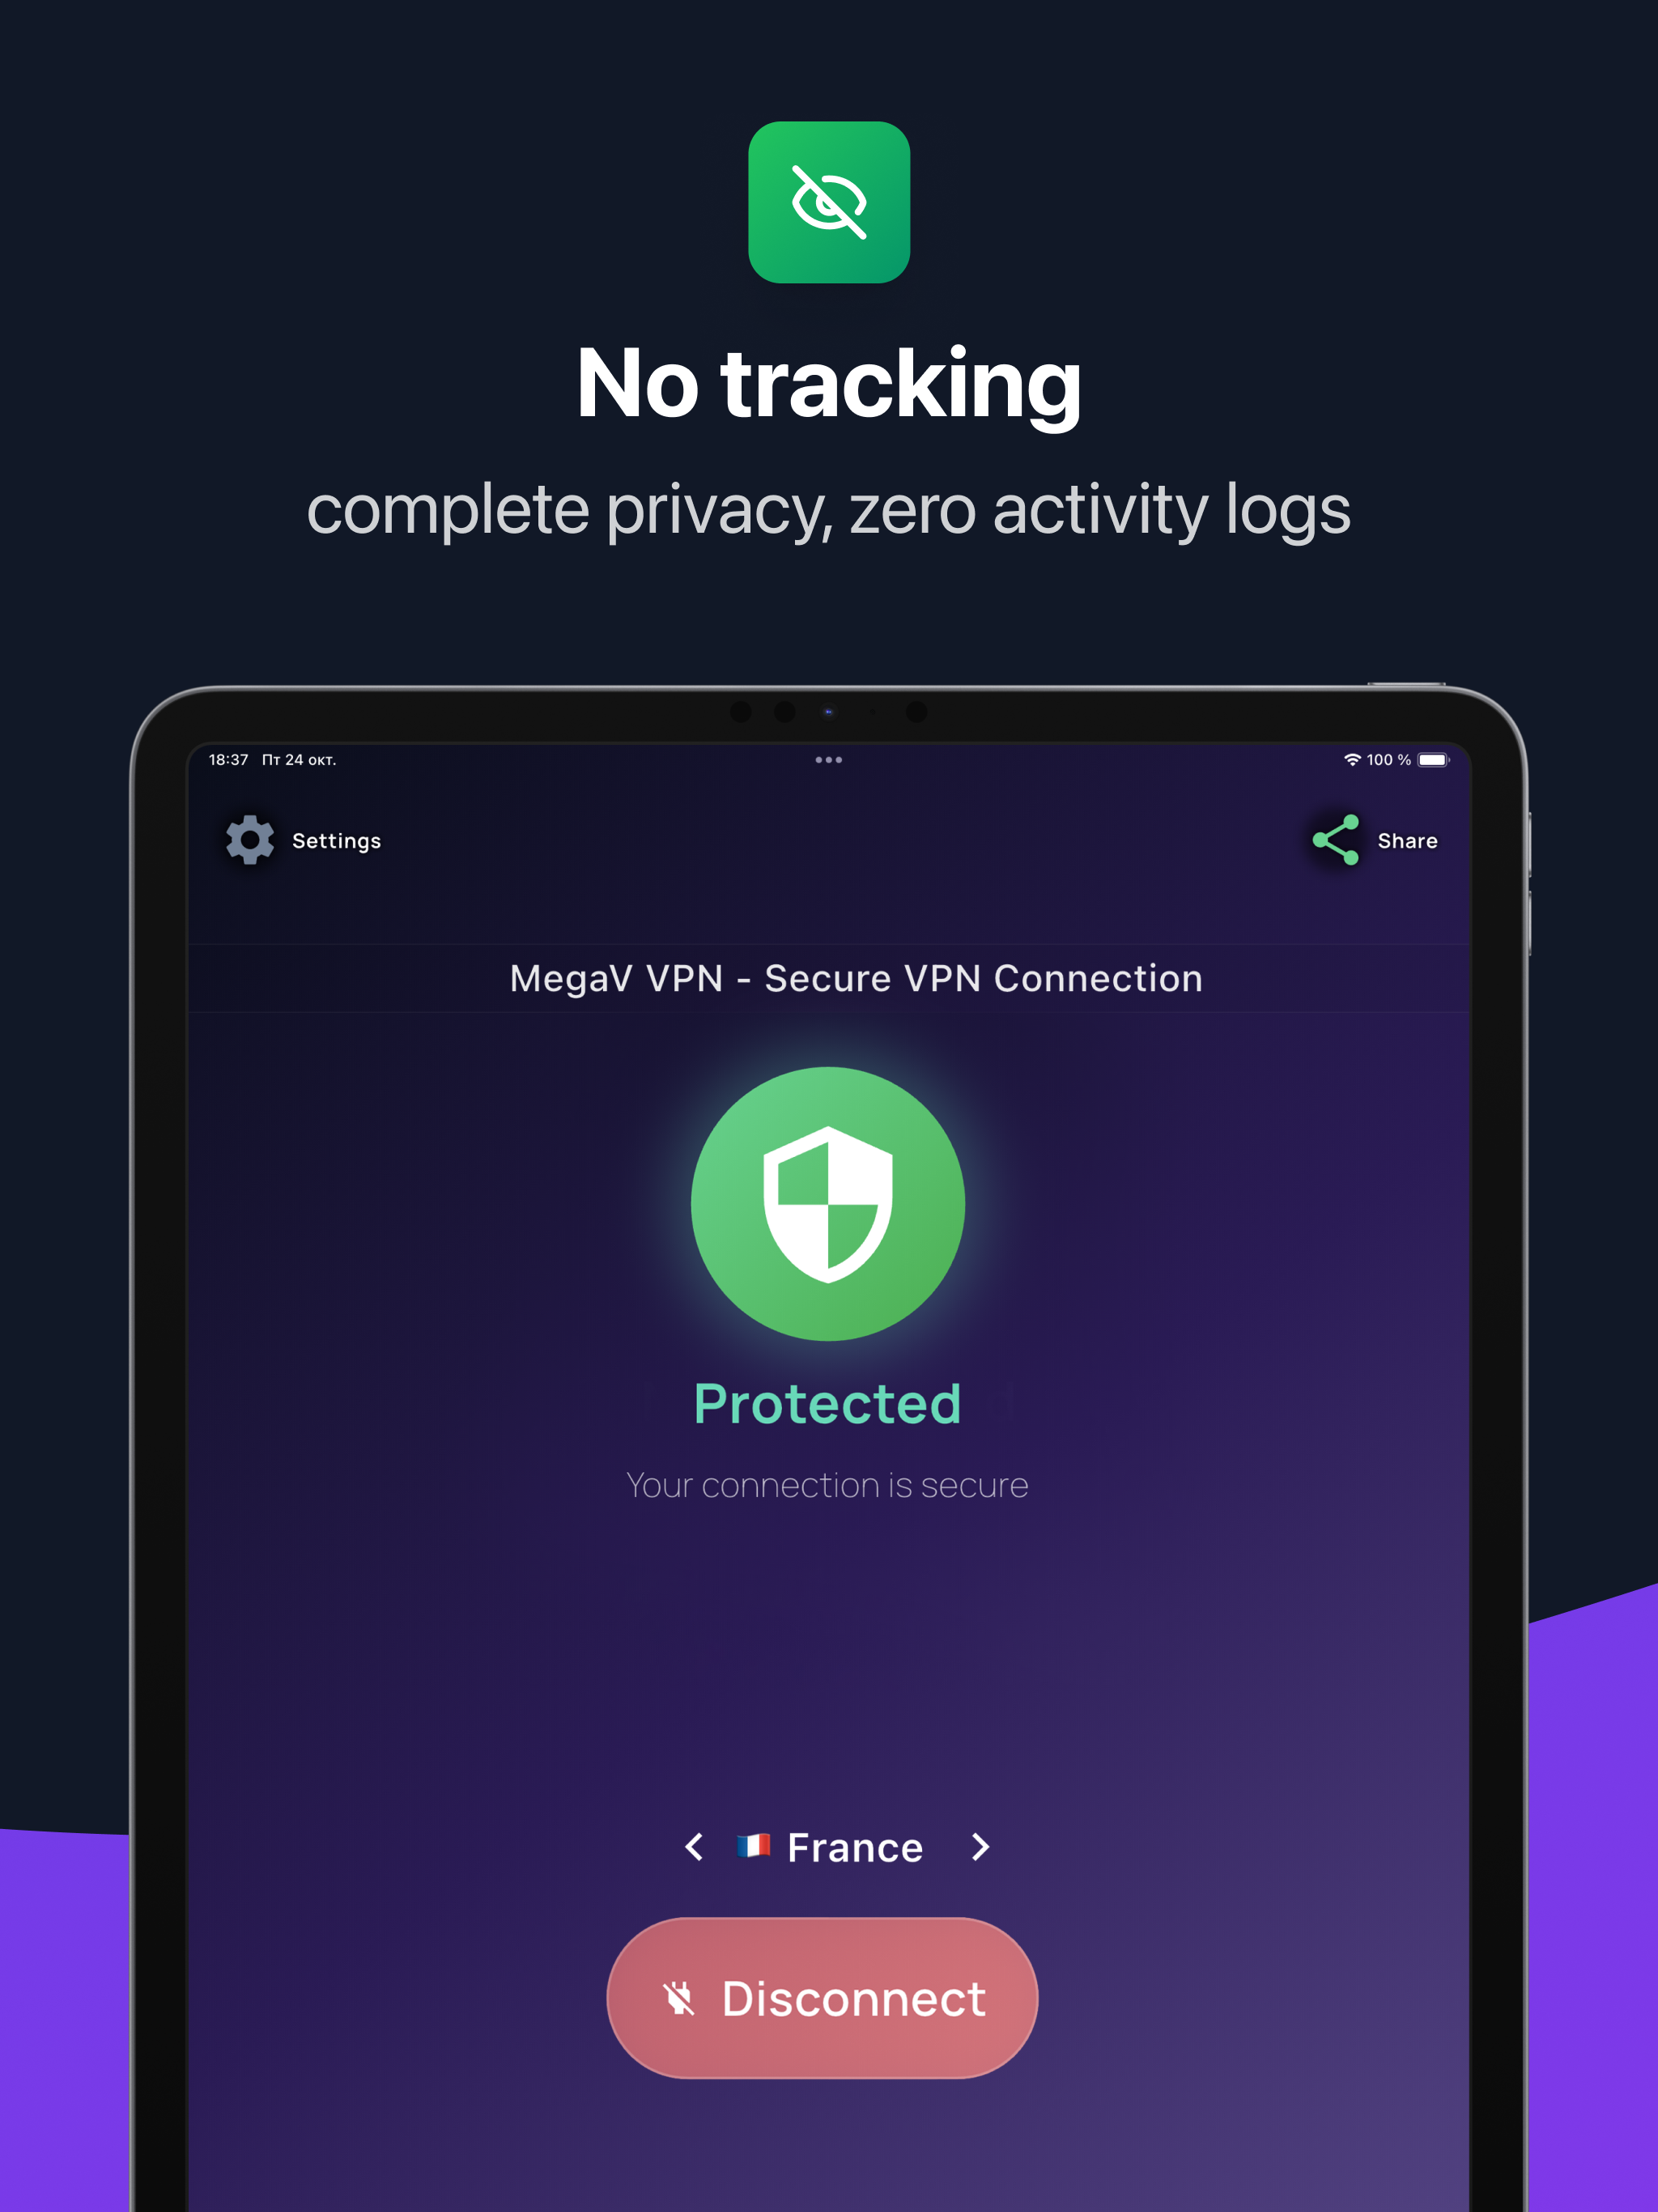 No tracking
complete privacy, zero activity logs
18:37 Пт 24 окт.
100 %
Settings
Share
MegaV VPN - Secure VPN Connection
Protected
Your connection is secure
France
Disconnect